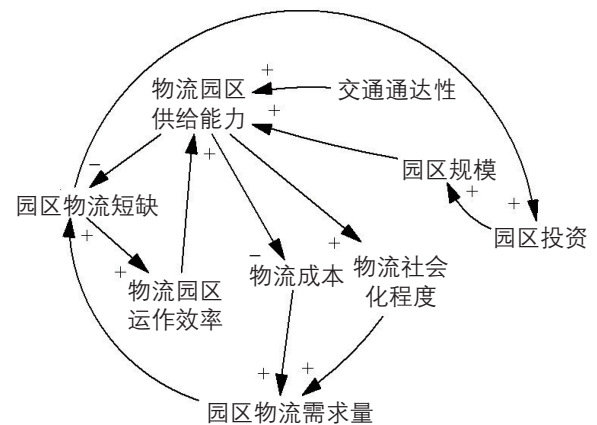 +
物流园区
供给能力
交通通达性
+
+
−
园区规模
+
+
园区物流短缺
+
园区投资
+
物流园区
运作效率
−
物流成本
+
物流社会
化程度
+
+
园区物流需求量